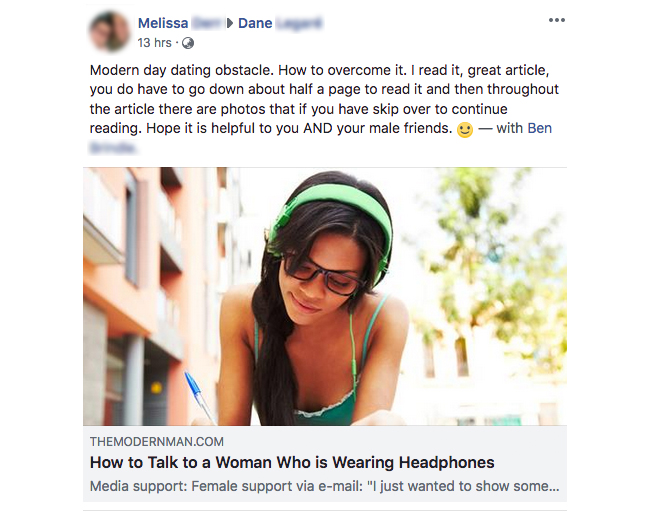 Melissa Dane
13 hrs ·
Modern day dating obstacle. How to overcome it. I read it, great article,
you do have to go down about half a page to read it and then throughout
the article there are photos that if you have skip over to continue
reading. Hope it is helpful to you AND your male friends. 🙂 — with Ben
THEMODERNMAN.COM
How to Talk to a Woman Who is Wearing Headphones
Media support: Female support via e-mail: "I just wanted to show some...